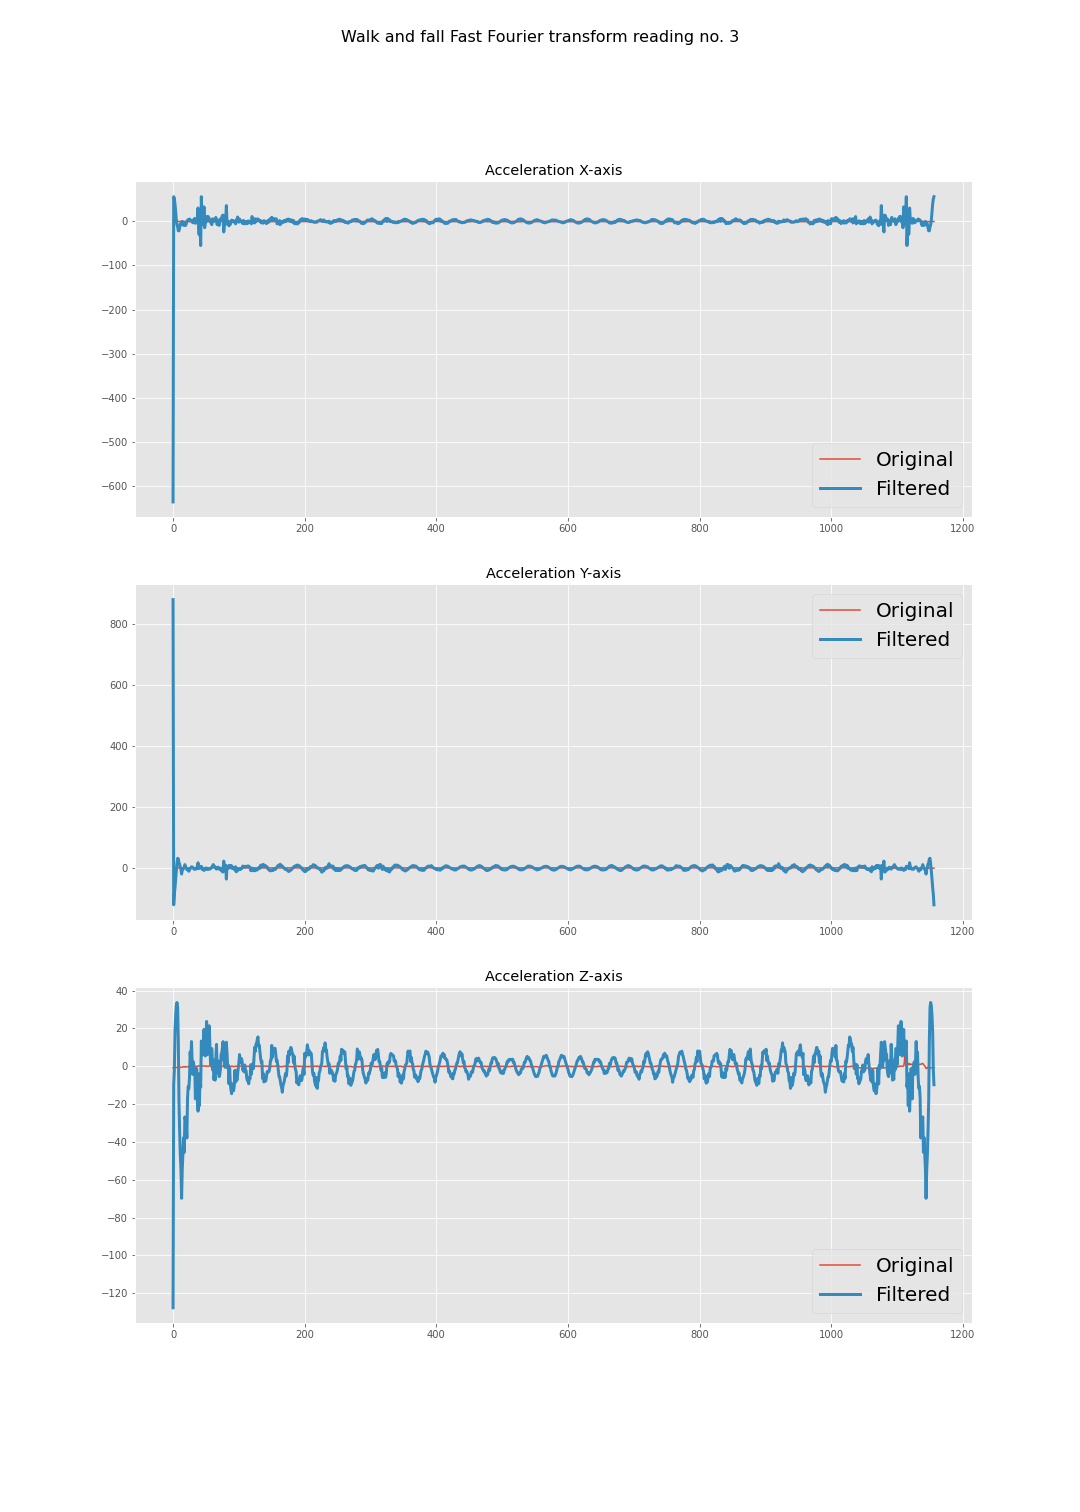 Walk and fall Fast Fourier transform reading no. 3
Acceleration X-axis
0
−100
−200
−300
−400
−500
−600
Original
Filtered
0 200 400 600 800 1000 1200
Acceleration Y-axis
800
600
400
200
0
Original
Filtered
0 200 400 600 800 1000 1200
Acceleration Z-axis
40
20
0
−20
−40
−60
−80
−100
−120
Original
Filtered
0 200 400 600 800 1000 1200